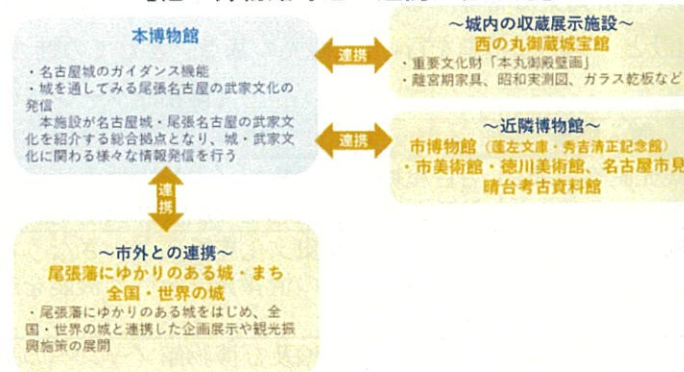 本博物館
・名古屋城のガイダンス機能
・城を通してみる尾張名古屋の武家文化の
発信
本施設が名古屋城・尾張名古屋の武家文
化を紹介する総合拠点となり、城・武家文
化に関わる様々な情報発信を行う
連携
～城内の収蔵展示施設～
西の丸御蔵城宝館
・重要文化財「本丸御殿壁画」
・離宮期家具、昭和実測図、ガラス乾板など
連携
～近隣博物館～
市博物館（蓬左文庫・秀吉清正記念館）
・市美術館・徳川美術館、名古屋市見
晴台考古資料館
連
携
～市外との連携～
尾張藩にゆかりのある城・まち
全国・世界の城
・尾張藩にゆかりのある城をはじめ、全
国・世界の城と連携した企画展示や観光振
興施策の展開